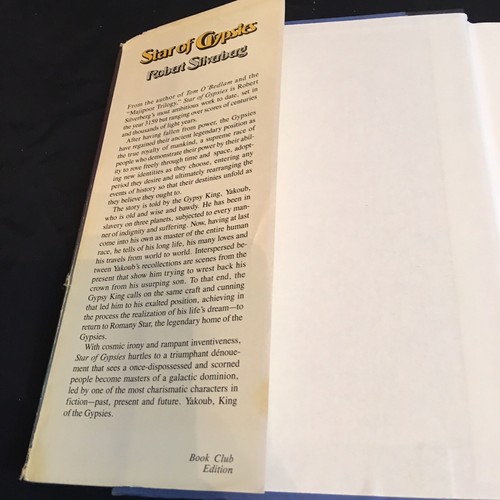 Star of Gypsies
Robert Silverberg
From the author of Tom O'Bedlam and the
"Majipoor Trilogy," Star of Gypsies is Robert
Silverberg's most ambitious work to date, set in
the year 3159 but ranging over scores of centuries
and thousands of light years.
After having fallen from power, the Gypsies
have regained their ancient legendary position as
the true royalty of mankind, a supreme race of
people who demonstrate their power by their abil-
ity to rove freely through time and space, adopt-
ing new identities as they choose, entering any
period they desire and ultimately rearranging the
events of history so that their destinies unfold as
they believe they ought to.
The story is told by the Gypsy King, Yakoub,
who is old and wise and bawdy. He has been in
slavery on three planets, subjected to every man-
ner of indignity and suffering. Now, having at last
come into his own as master of the entire human
race, he tells of his long life, his many loves and
his travels from world to world. Interspersed be-
tween Yakoub's recollections are scenes from the
present that show him trying to wrest back his
crown from his usurping son. To that end, the
Gypsy King calls on the same craft and cunning
that led him to his exalted position, achieving in
the process the realization of his life's dream—to
return to Romany Star, the legendary home of the
Gypsies.
With cosmic irony and rampant inventiveness,
Star of Gypsies hurtles to a triumphant dénoue-
ment that sees a once-dispossessed and scorned
people become masters of a galactic dominion,
led by one of the most charismatic characters in
fiction—past, present and future. Yakoub, King
of the Gypsies.
Book Club
Edition